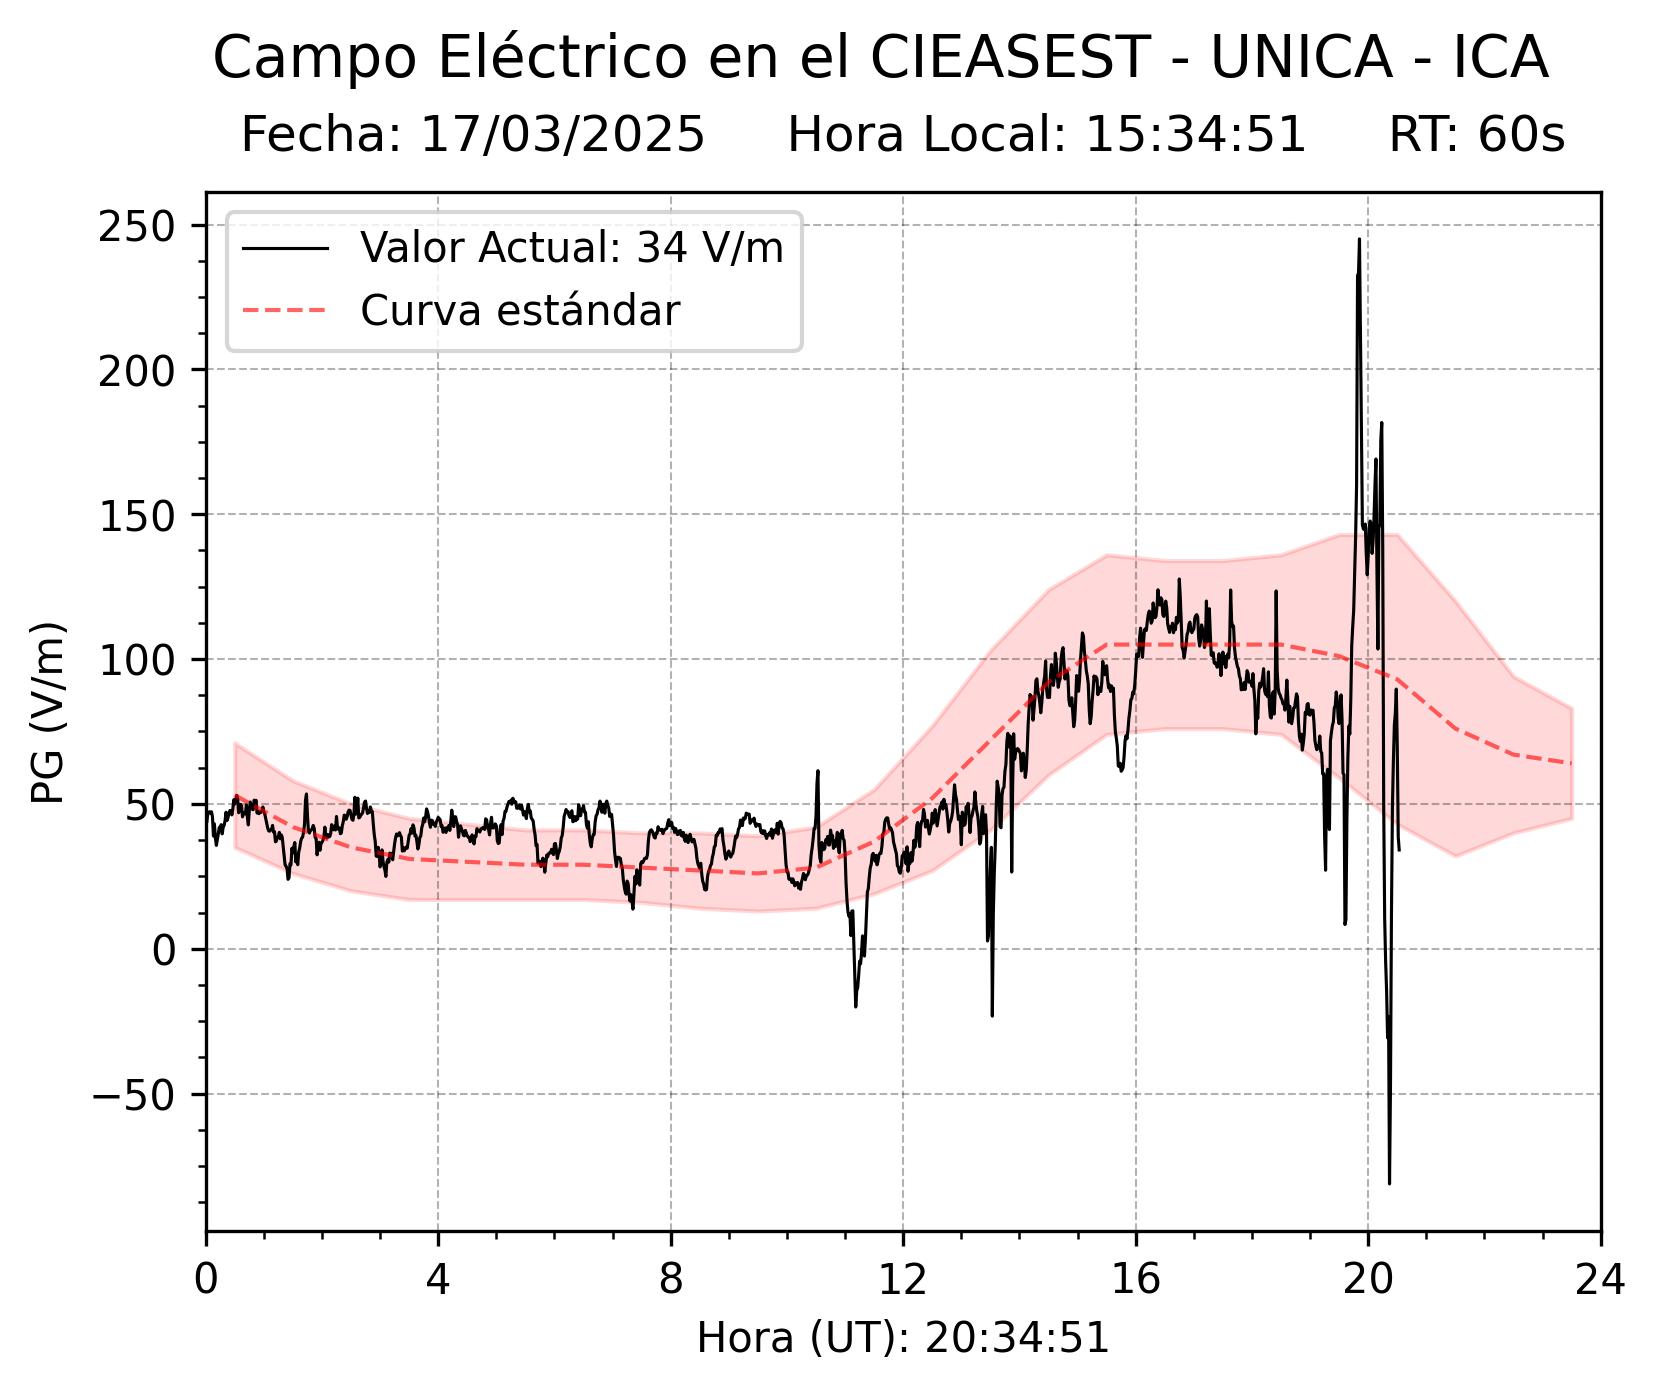 Campo Eléctrico en el CIEASEST - UNICA - ICA
Fecha: 17/03/2025 Hora Local: 15:34:51 RT: 60s
Valor Actual: 34 V/m
Curva estándar
PG (V/m)
250
200
150
100
50
0
−50
0 4 8 12 16 20 24
Hora (UT): 20:34:51